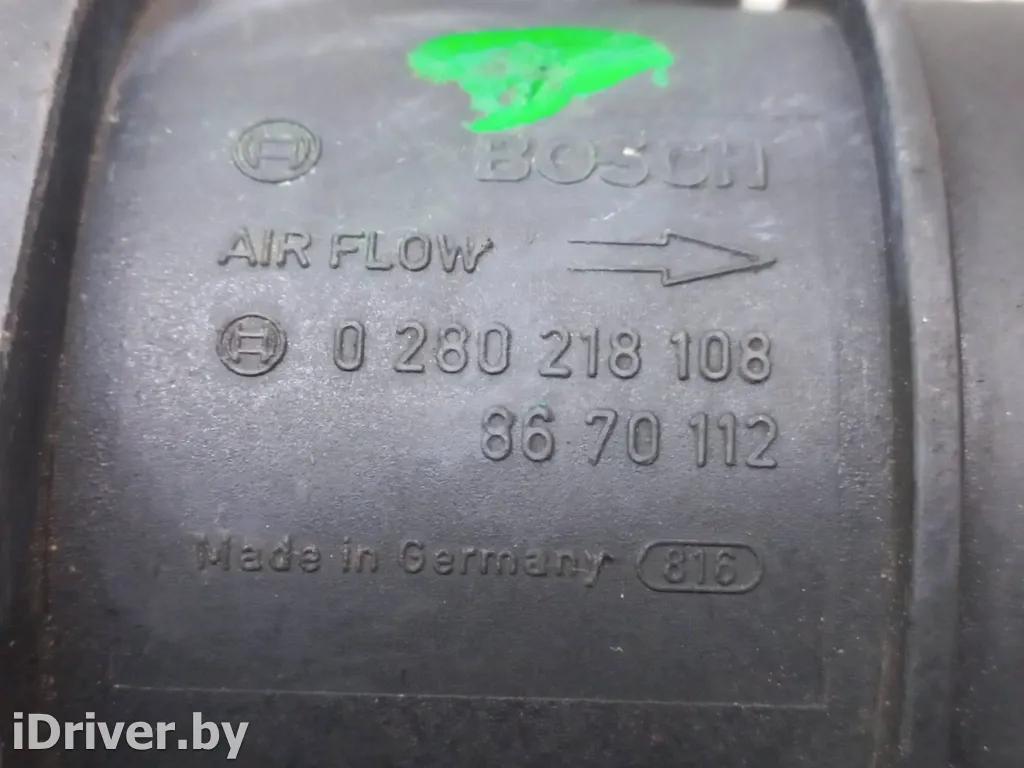 BOSCH
AIR FLOW
0 280 218 108
86 70 112
Made in Germany 816
iDriver.by